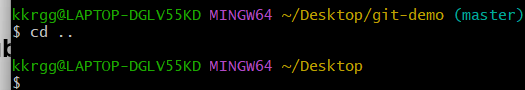 kkrgg@LAPTOP-DGLV55KD MINGW64 ~/Desktop/git-demo (master)
$ cd ..
kkrgg@LAPTOP-DGLV55KD MINGW64 ~/Desktop
$